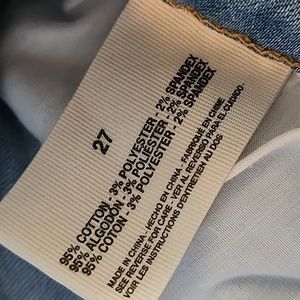 27
95% COTTON - 3% POLYESTER - 2% SPANDEX
95% ALGODON - 3% POLYESTER - 2% SPANDEX
95% COTON - 3% POLYESTER - 2% SPANDEX
MADE IN CHINA . HECHO EN CHINA . FABRIQUÉ EN CHINE
SEE REVERSE FOR CARE - VER AL REVERSO PARA EL CUIDADO.
VOIR LES INSTRUCTIONS D'ENTRETIEN AU DOS